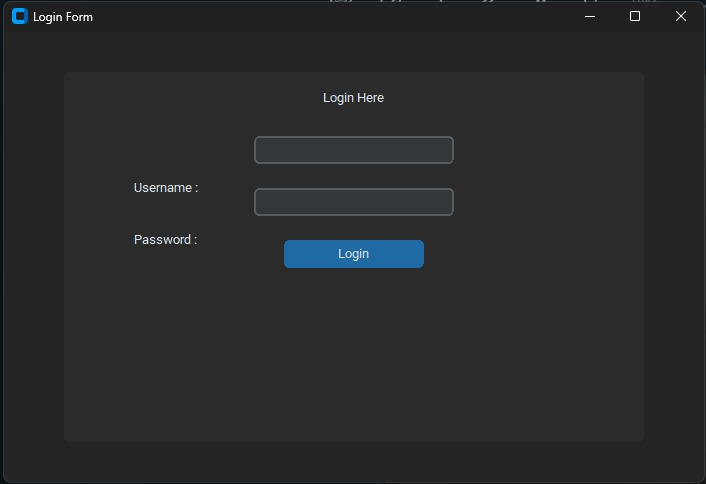 Login Form
Login Here
Username :
Password :
Login